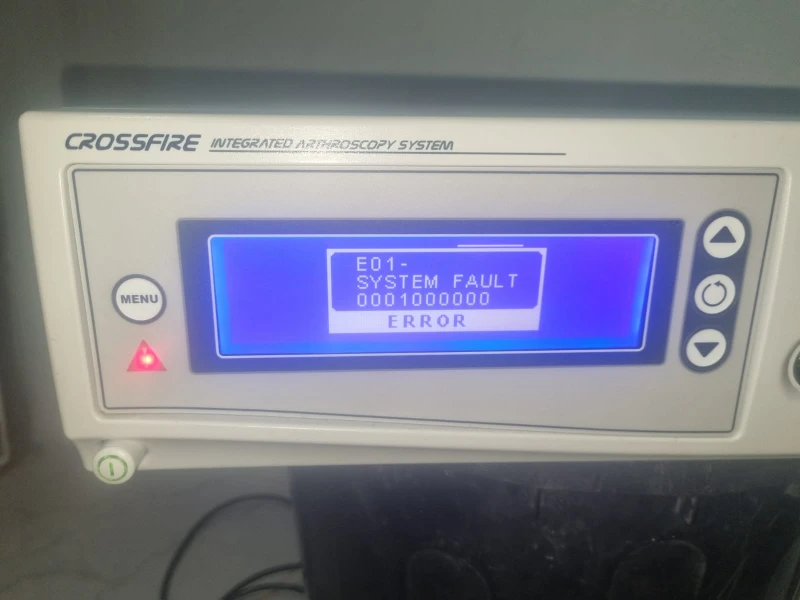 CROSSFIRE INTEGRATED ARTHROSCOPY SYSTEM
E01-
SYSTEM FAULT
0001000000
ERROR
MENU